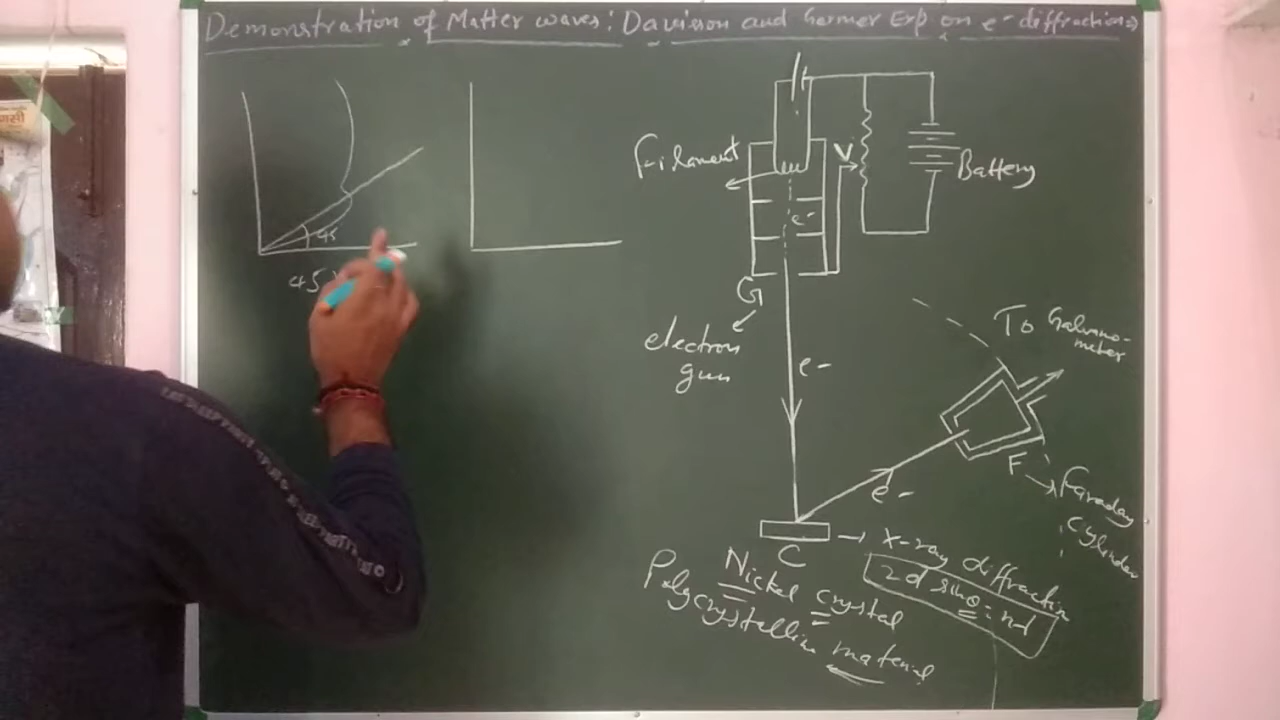 Demonstration of Matter waves: Davisson and Germer Exp on e- diffractions
45
45
Filament
V
Battery
e-
G
electron
gun
e-
To Galvano-
meter
F
Faraday
cylinder
e-
C
X-ray diffraction
2d sinθ = nλ
Nickel crystal
Polycrystalline material